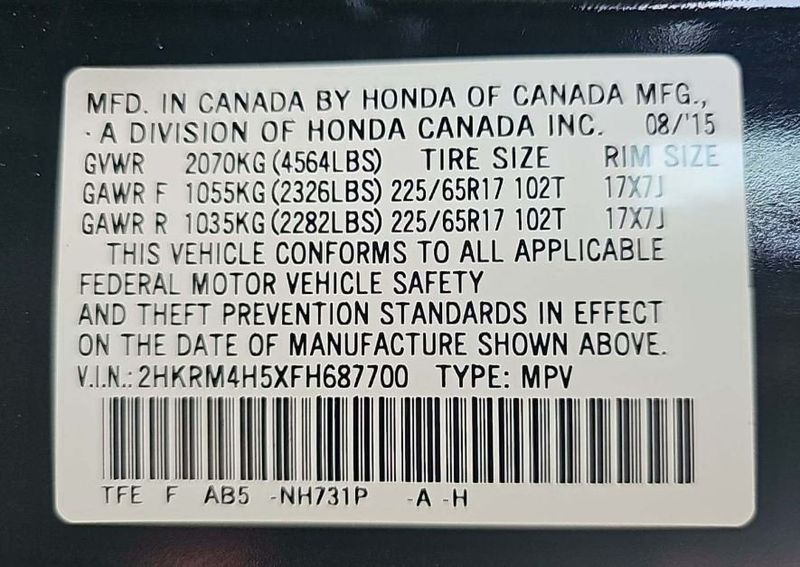 MFD. IN CANADA BY HONDA OF CANADA MFG.,
- A DIVISION OF HONDA CANADA INC. 08/'15
GVWR 2070KG (4564LBS) TIRE SIZE RIM SIZE
GAWR F 1055KG (2326LBS) 225/65R17 102T 17X7J
GAWR R 1035KG (2282LBS) 225/65R17 102T 17X7J
THIS VEHICLE CONFORMS TO ALL APPLICABLE
FEDERAL MOTOR VEHICLE SAFETY
AND THEFT PREVENTION STANDARDS IN EFFECT
ON THE DATE OF MANUFACTURE SHOWN ABOVE.
V.I.N.: 2HKRM4H5XFH687700 TYPE: MPV
TFE F AB5 -NH731P -A -H